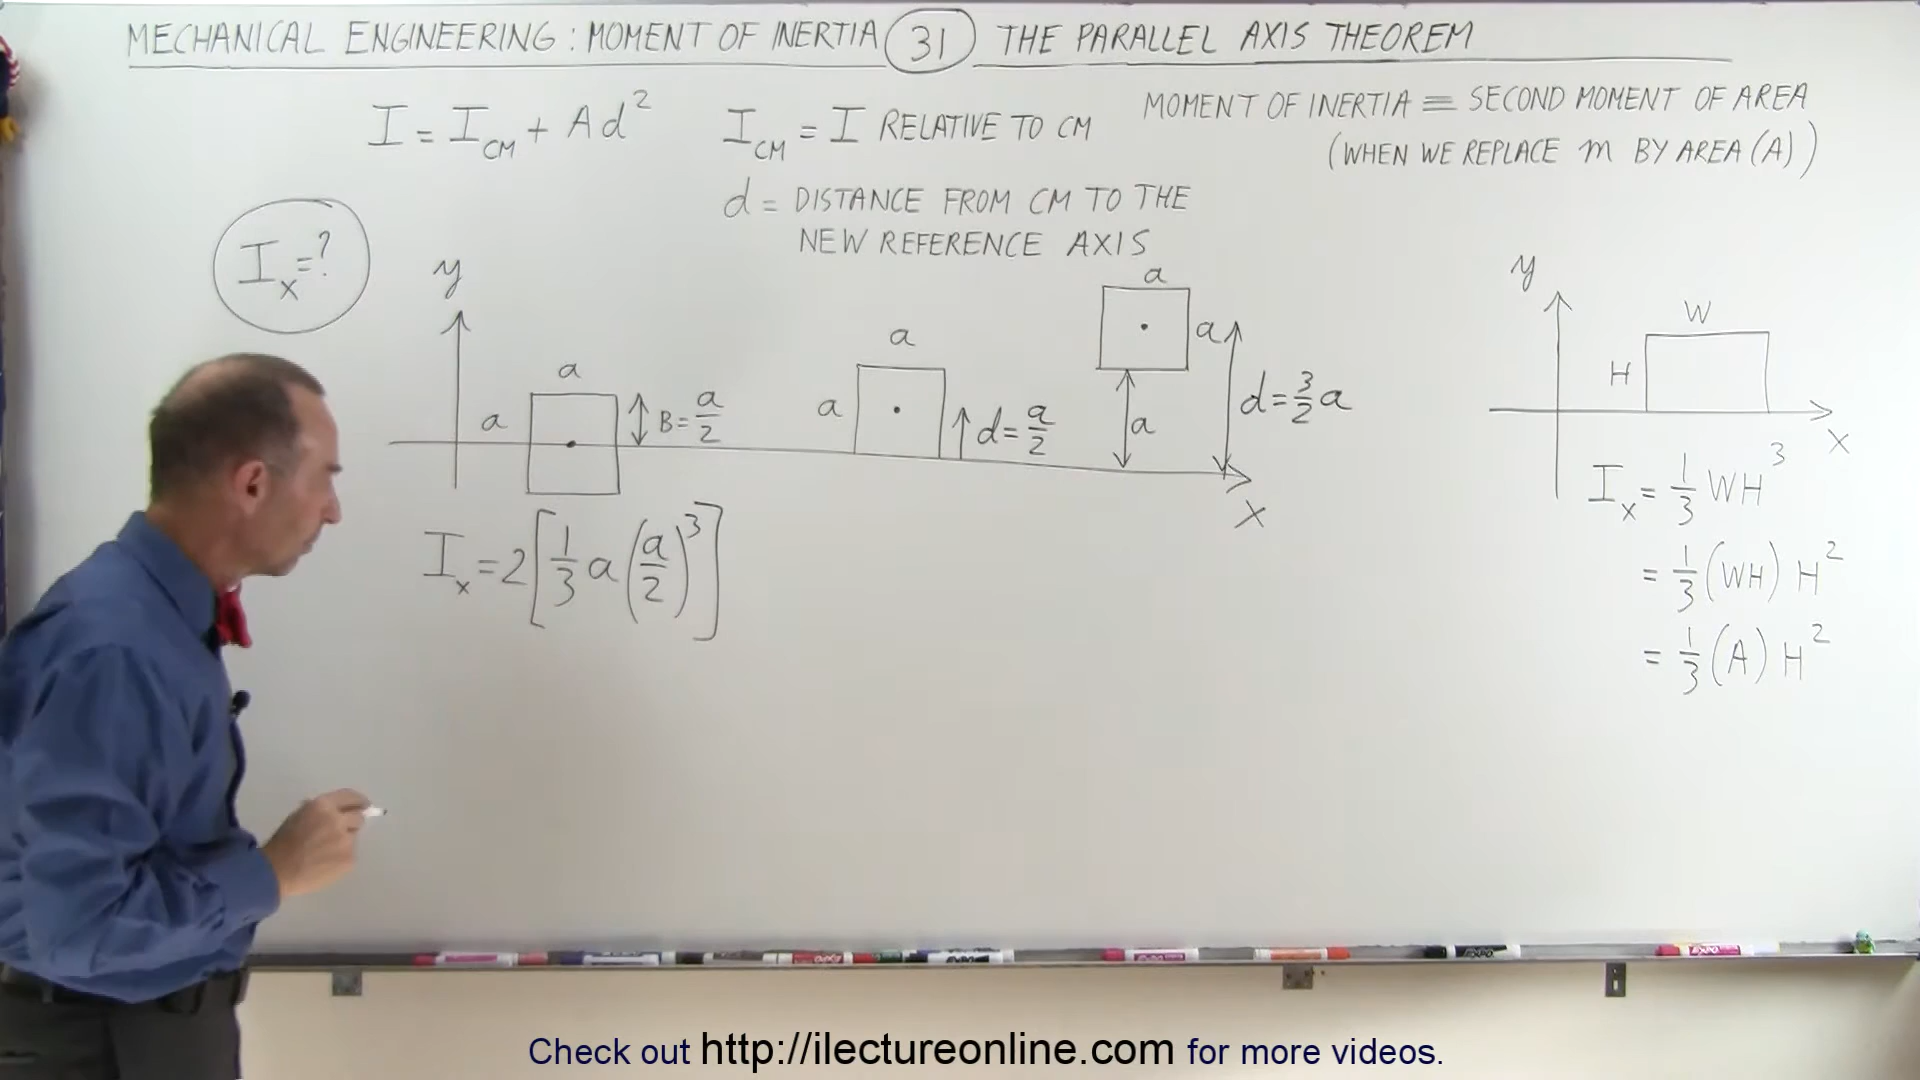 MECHANICAL ENGINEERING: MOMENT OF INERTIA 31 THE PARALLEL AXIS THEOREM
I = I_CM + Ad²
I_CM = I RELATIVE TO CM
d = DISTANCE FROM CM TO THE
NEW REFERENCE AXIS
MOMENT OF INERTIA ≡ SECOND MOMENT OF AREA
(WHEN WE REPLACE m BY AREA (A))
I_x = ?
y
a
a
B = a/2
a
a
d = a/2
a
a
a
d = 3/2 a
x
I_x = 2[1/3 a (a/2)³]
y
W
H
x
I_x = 1/3 WH³
= 1/3 (WH) H²
= 1/3 (A) H²
EXPO
Check out http://ilectureonline.com for more videos.